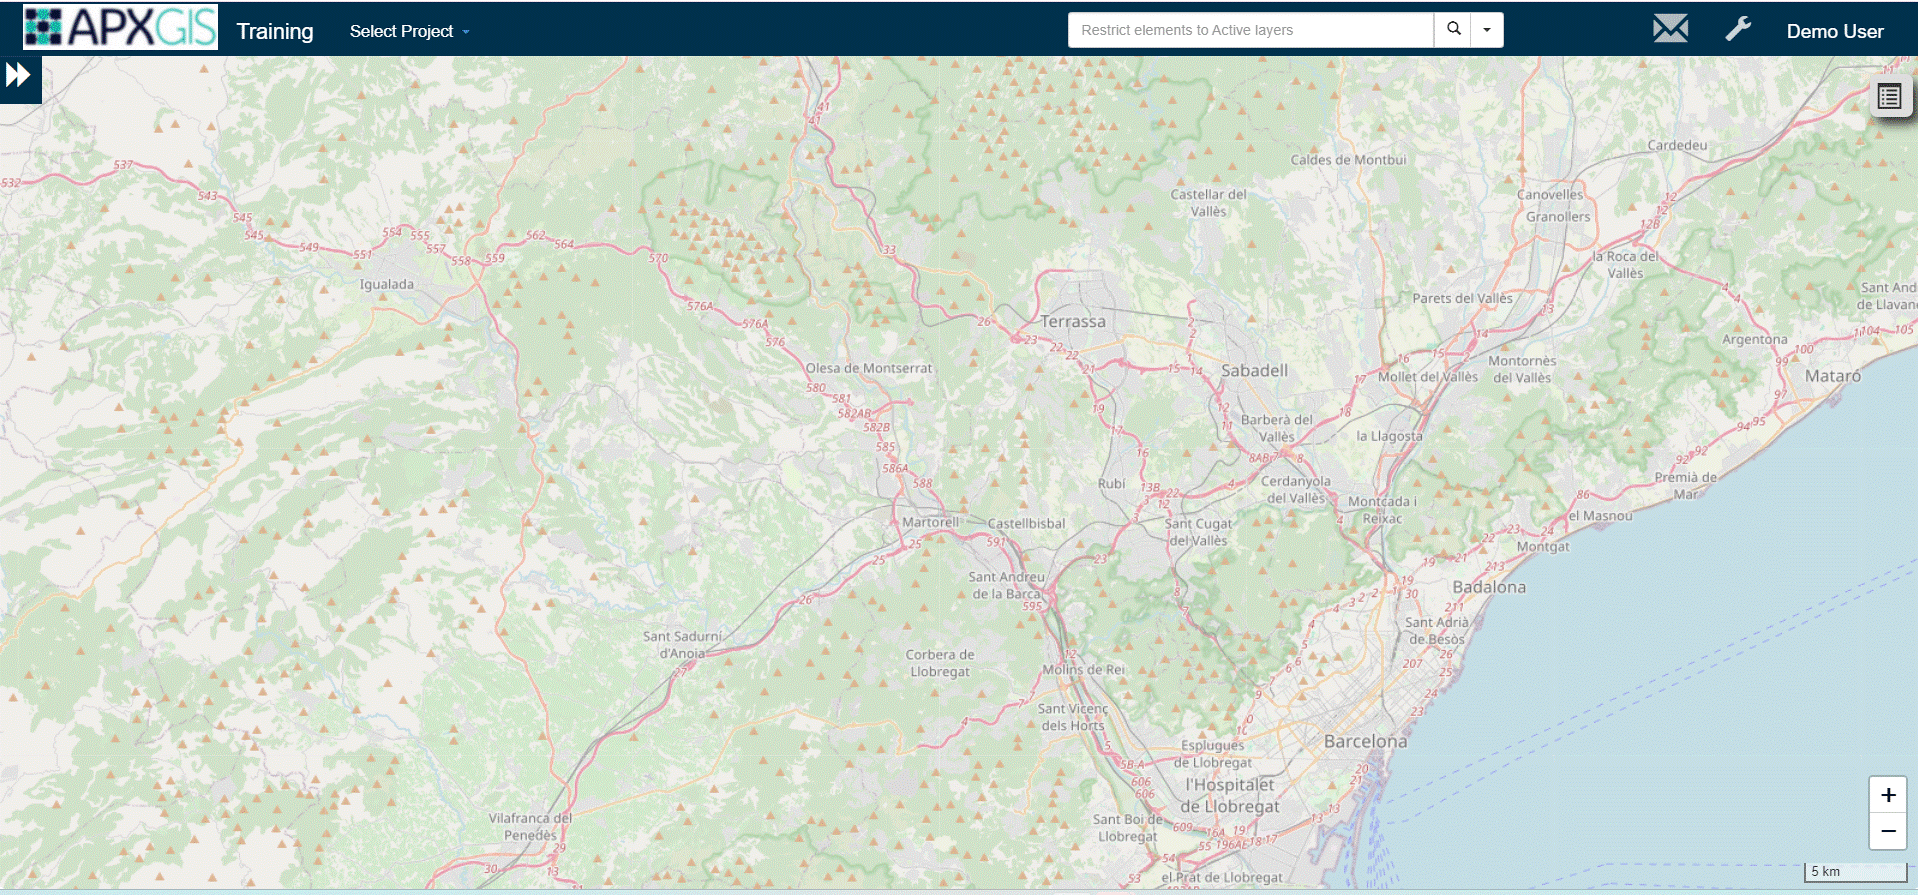 APXGIS Training Select Project Restrict elements to Active layers Demo User
41
41
11
Cardedeu
Caldes de Montbui
537
532
543
Castellar del
Vallès
Canovelles
12
Granollers
545
545
549
551
554
555
557
558
559
562
564
570
33
12B
la Roca del
Vallès
Igualada
576A
576A
576
26
23
22
22
21
Terrassa
2
2
Parets del Vallès
13
14
4
4
Sant And
de Llavan
104
105
Argentona
100
99
Olesa de Montserrat
580
581
582AB
582B
585
586A
588
19
17
16
15
14
12
11
Sabadell
17
16
15
Mollet del Vallès
18
Montornès
del Vallès
Mataró
97
95
94
92
92
Barberà del
Vallès
la Llagosta
8AB
7
8
Rubí
13B
22
12
4
3
Cerdanyola
del Vallès
Montcada i
Reixac
4
Premià de
Mar
86
el Masnou
Martorell
Castellbisbal
25
25
591
23
Sant Cugat
del Vallès
22
23
24
Montgat
21
19
213
Sant Andreu
de la Barca
595
26
8
Badalona
30
211
1
2
2
3
4
4
Sant Adrià
de Besòs
Sant Sadurní
d'Anoia
27
Corbera de
Llobregat
12
Molins de Rei
207
26
25
24
23
5
6
6
7
9
7
4
Sant Vicenç
dels Horts
5
5B-A
606
606
Esplugues
de Llobregat
Barcelona
20
21
l'Hospitalet
de Llobregat
13
Vilafranca del
Penedès
29
30
13
Sant Boi de
Llobregat
609
16A
19
54
53
55
196AE
18
17
el Prat de Llobregat
+
−
5 km